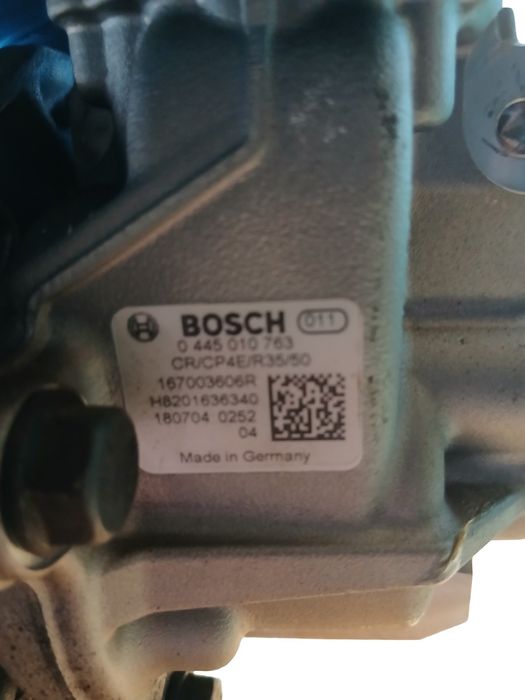 BOSCH 011
0 445 010 763
CR/CP4E/R35/50
167003606R
H8201636340
180704 0252
04
Made in Germany